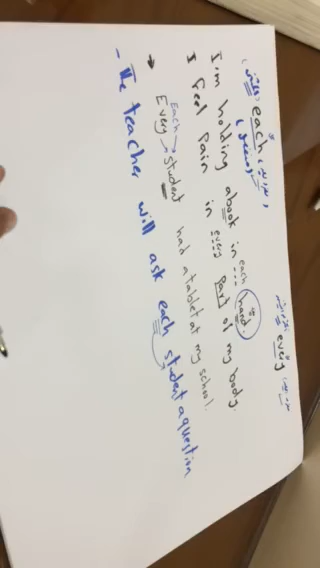 each
every
I'm holding abook in each hand.
I feel Pain in every Part of my body.
Each
Every student had a tablet at my school.
- The teacher will ask each student a question